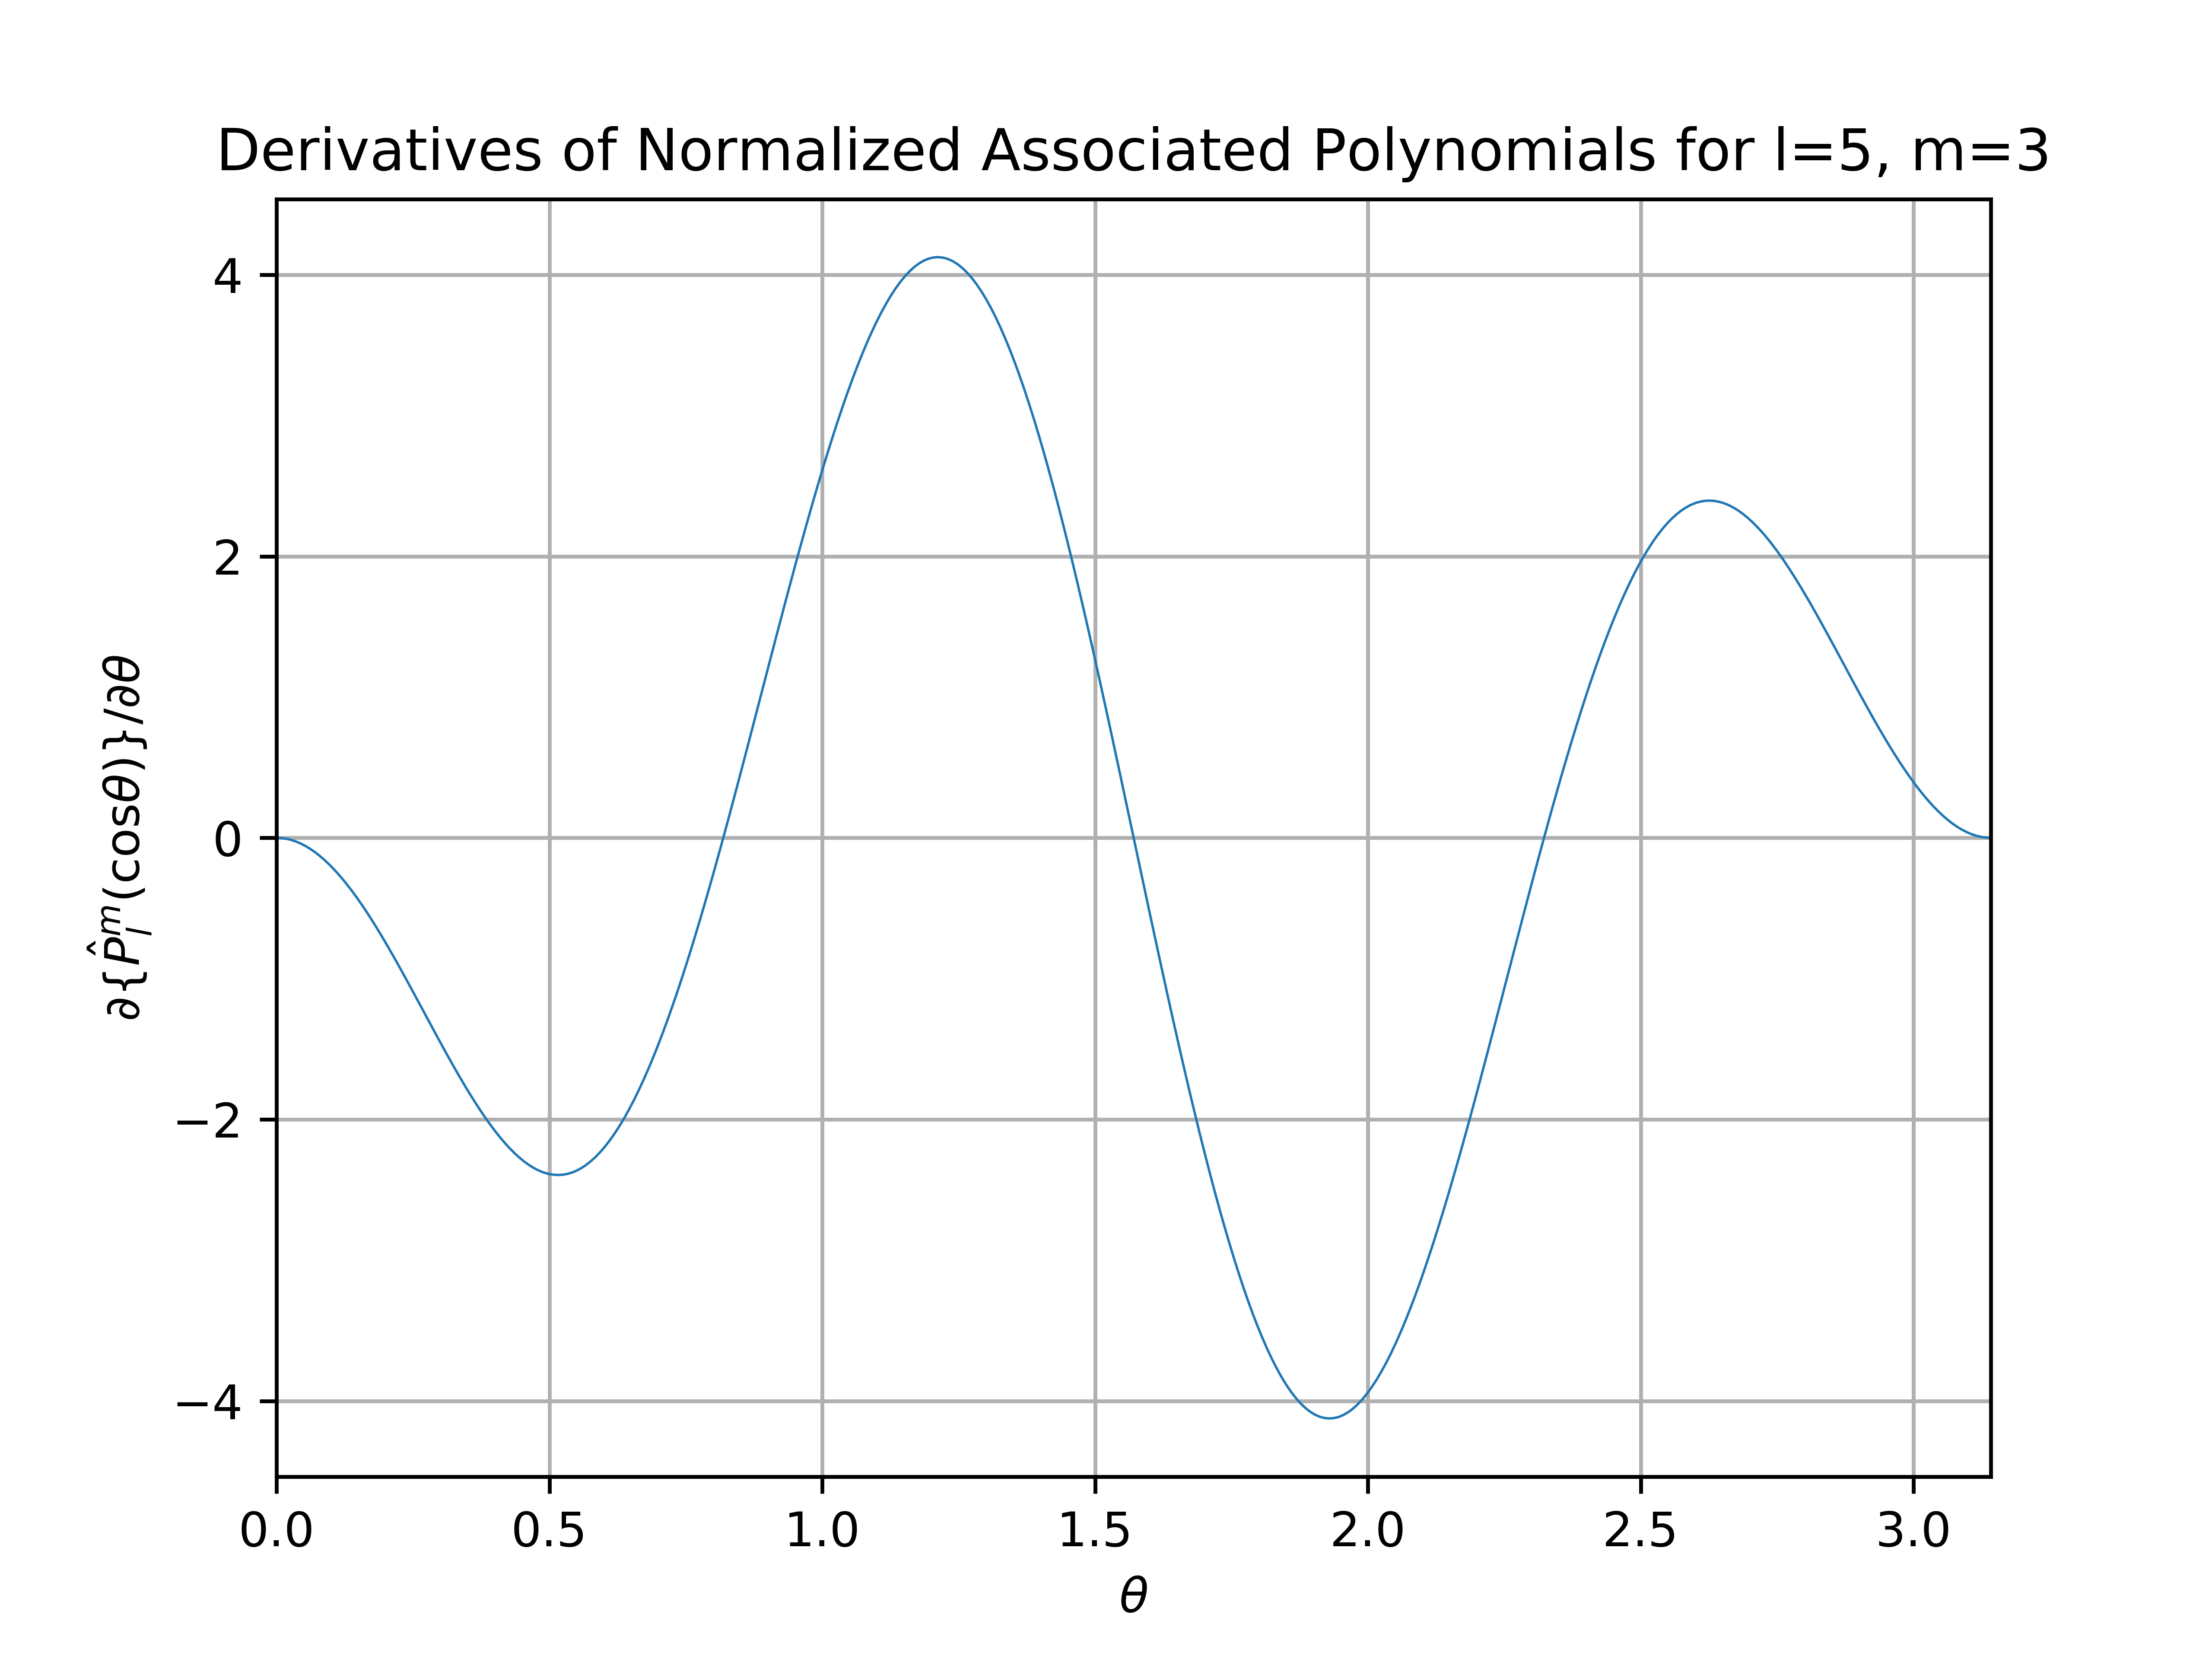 Derivatives of Normalized Associated Polynomials for l=5, m=3
∂{P̂ₗᵐ(cosθ)}/∂θ
4
2
0
−2
−4
0.0 0.5 1.0 1.5 2.0 2.5 3.0
θ